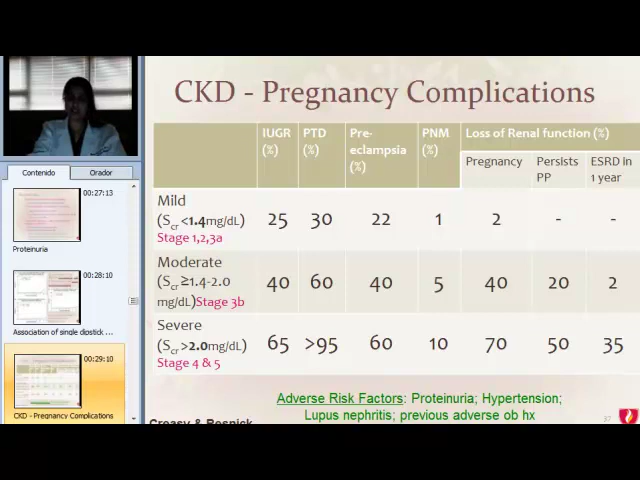 CKD - Pregnancy Complications
IUGR (%) PTD (%) Pre-eclampsia (%) PNM (%) Loss of Renal function (%)
Pregnancy Persists PP ESRD in 1 year
Mild (Scr <1.4mg/dL) Stage 1,2,3a 25 30 22 1 2 - -
Moderate (Scr ≥1.4-2.0 mg/dL)Stage 3b 40 60 40 5 40 20 2
Severe (Scr >2.0mg/dL) Stage 4 & 5 65 >95 60 10 70 50 35
Adverse Risk Factors: Proteinuria; Hypertension;
Lupus nephritis; previous adverse ob hx
Creasy & Resnick
37
Contenido Orador
00:27:13
Proteinuria
00:28:10
Association of single dipstick ...
00:29:10
CKD - Pregnancy Complications